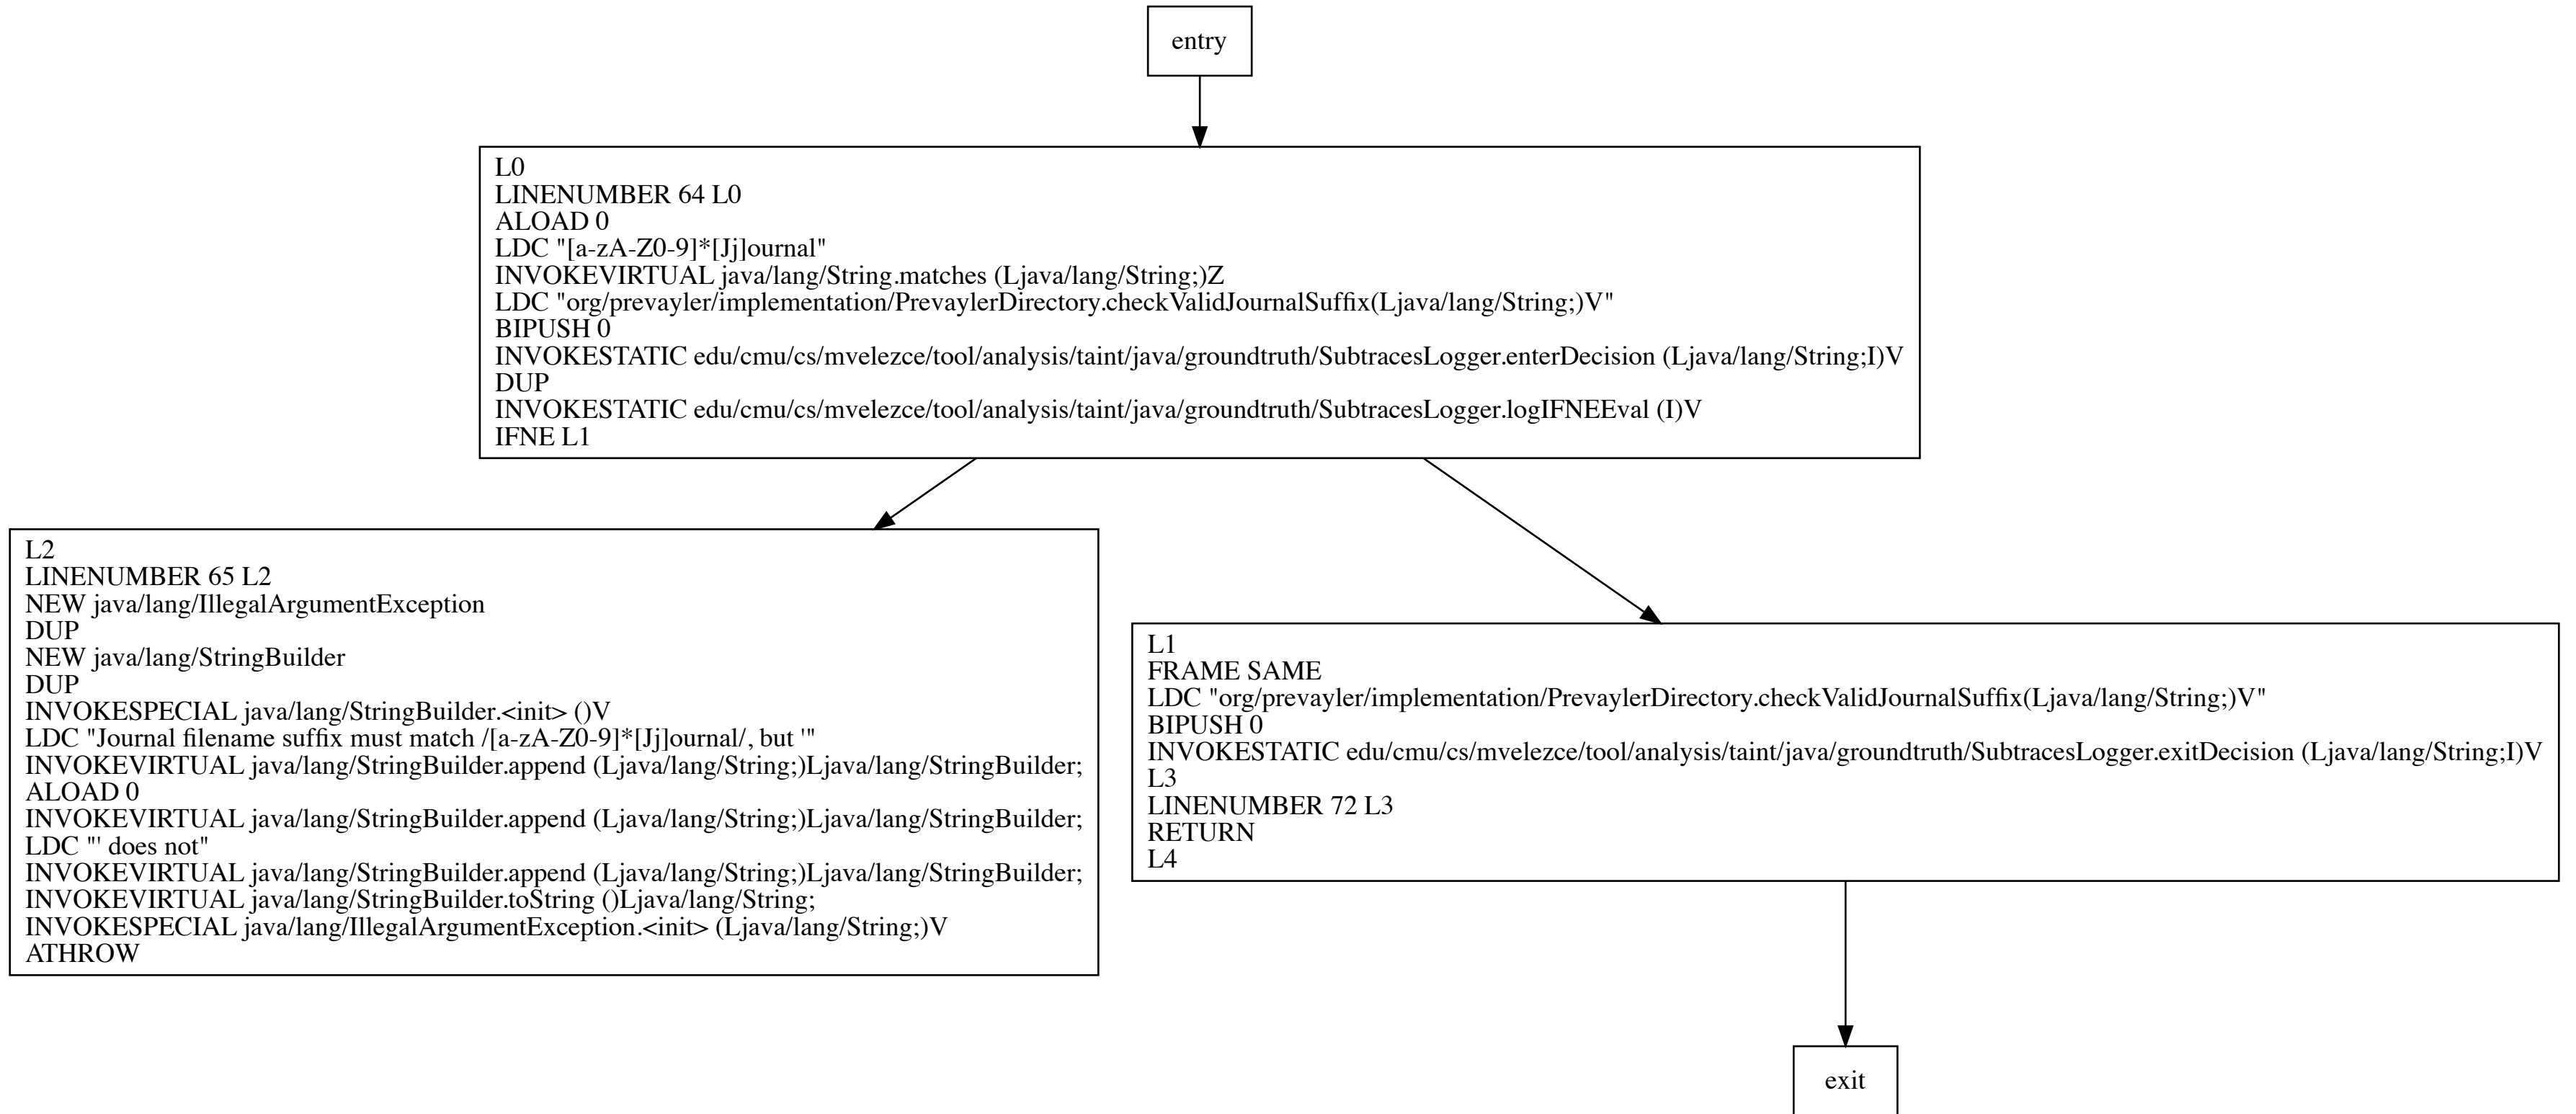 entry
L0
LINENUMBER 64 L0
ALOAD 0
LDC "[a-zA-Z0-9]*[Jj]ournal"
INVOKEVIRTUAL java/lang/String.matches (Ljava/lang/String;)Z
LDC "org/prevayler/implementation/PrevaylerDirectory.checkValidJournalSuffix(Ljava/lang/String;)V"
BIPUSH 0
INVOKESTATIC edu/cmu/cs/mvelezce/tool/analysis/taint/java/groundtruth/SubtracesLogger.enterDecision (Ljava/lang/String;I)V
DUP
INVOKESTATIC edu/cmu/cs/mvelezce/tool/analysis/taint/java/groundtruth/SubtracesLogger.logIFNEEval (I)V
IFNE L1
L2
LINENUMBER 65 L2
NEW java/lang/IllegalArgumentException
DUP
NEW java/lang/StringBuilder
DUP
INVOKESPECIAL java/lang/StringBuilder.<init> ()V
LDC "Journal filename suffix must match /[a-zA-Z0-9]*[Jj]ournal/, but '"
INVOKEVIRTUAL java/lang/StringBuilder.append (Ljava/lang/String;)Ljava/lang/StringBuilder;
ALOAD 0
INVOKEVIRTUAL java/lang/StringBuilder.append (Ljava/lang/String;)Ljava/lang/StringBuilder;
LDC "' does not"
INVOKEVIRTUAL java/lang/StringBuilder.append (Ljava/lang/String;)Ljava/lang/StringBuilder;
INVOKEVIRTUAL java/lang/StringBuilder.toString ()Ljava/lang/String;
INVOKESPECIAL java/lang/IllegalArgumentException.<init> (Ljava/lang/String;)V
ATHROW
L1
FRAME SAME
LDC "org/prevayler/implementation/PrevaylerDirectory.checkValidJournalSuffix(Ljava/lang/String;)V"
BIPUSH 0
INVOKESTATIC edu/cmu/cs/mvelezce/tool/analysis/taint/java/groundtruth/SubtracesLogger.exitDecision (Ljava/lang/String;I)V
L3
LINENUMBER 72 L3
RETURN
L4
exit